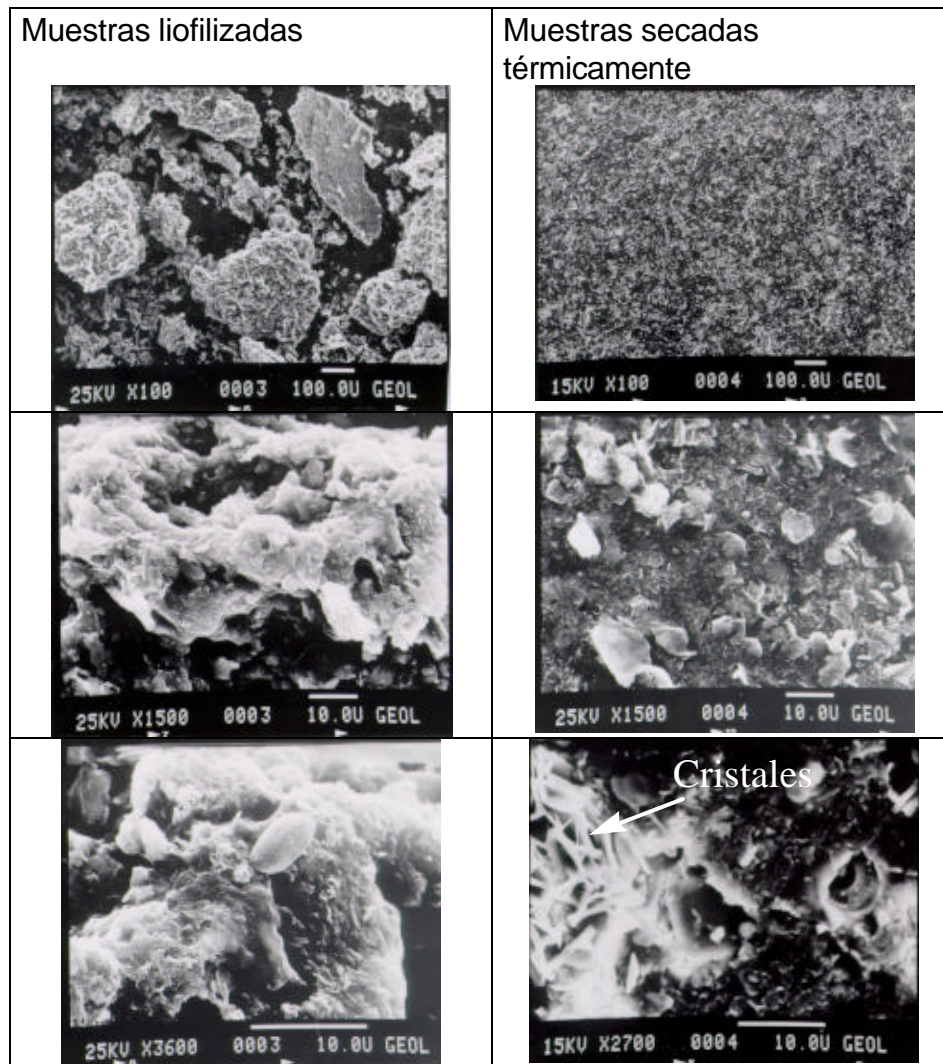 Muestras liofilizadas
Muestras secadas
térmicamente
25KV X100 0003 100.0U GEOL
15KV X100 0004 100.0U GEOL
25KV X1500 0003 10.0U GEOL
25KV X1500 0004 10.0U GEOL
Cristales
25KV X3600 0003 10.0U GEOL
15KV X2700 0004 10.0U GEOL